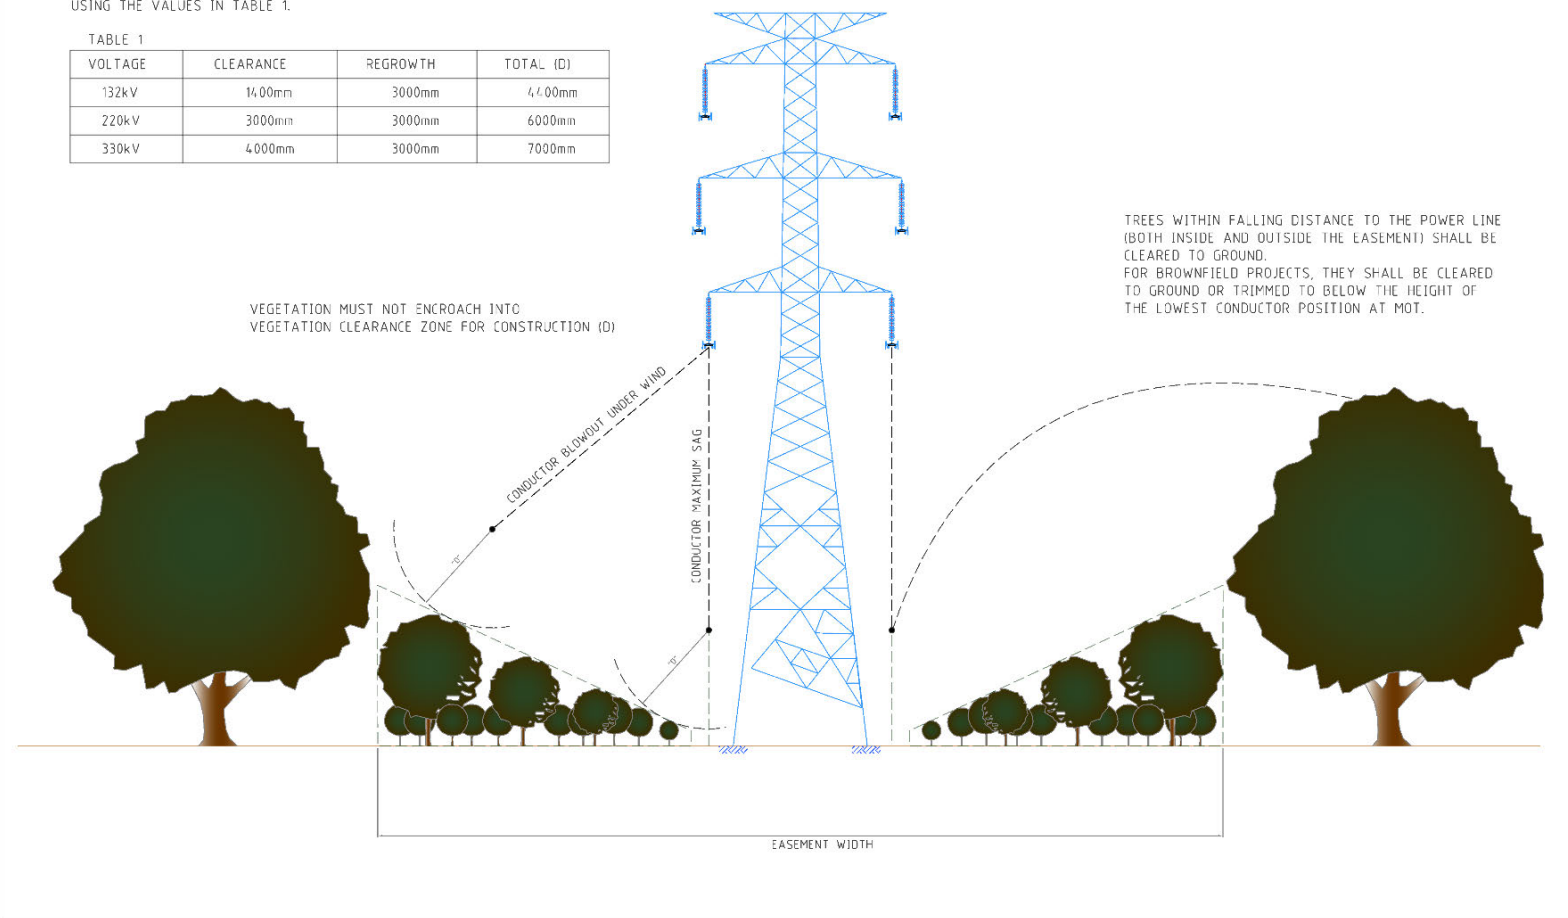 USING THE VALUES IN TABLE 1.
TABLE 1
VOLTAGE CLEARANCE REGROWTH TOTAL (D)
132kV 1400mm 3000mm 4400mm
220kV 3000mm 3000mm 6000mm
330kV 4000mm 3000mm 7000mm
TREES WITHIN FALLING DISTANCE TO THE POWER LINE
(BOTH INSIDE AND OUTSIDE THE EASEMENT) SHALL BE
CLEARED TO GROUND.
FOR BROWNFIELD PROJECTS, THEY SHALL BE CLEARED
TO GROUND OR TRIMMED TO BELOW THE HEIGHT OF
THE LOWEST CONDUCTOR POSITION AT MOT.
VEGETATION MUST NOT ENCROACH INTO
VEGETATION CLEARANCE ZONE FOR CONSTRUCTION (D)
CONDUCTOR BLOWOUT UNDER WIND
CONDUCTOR MAXIMUM SAG
"D"
"D"
EASEMENT WIDTH